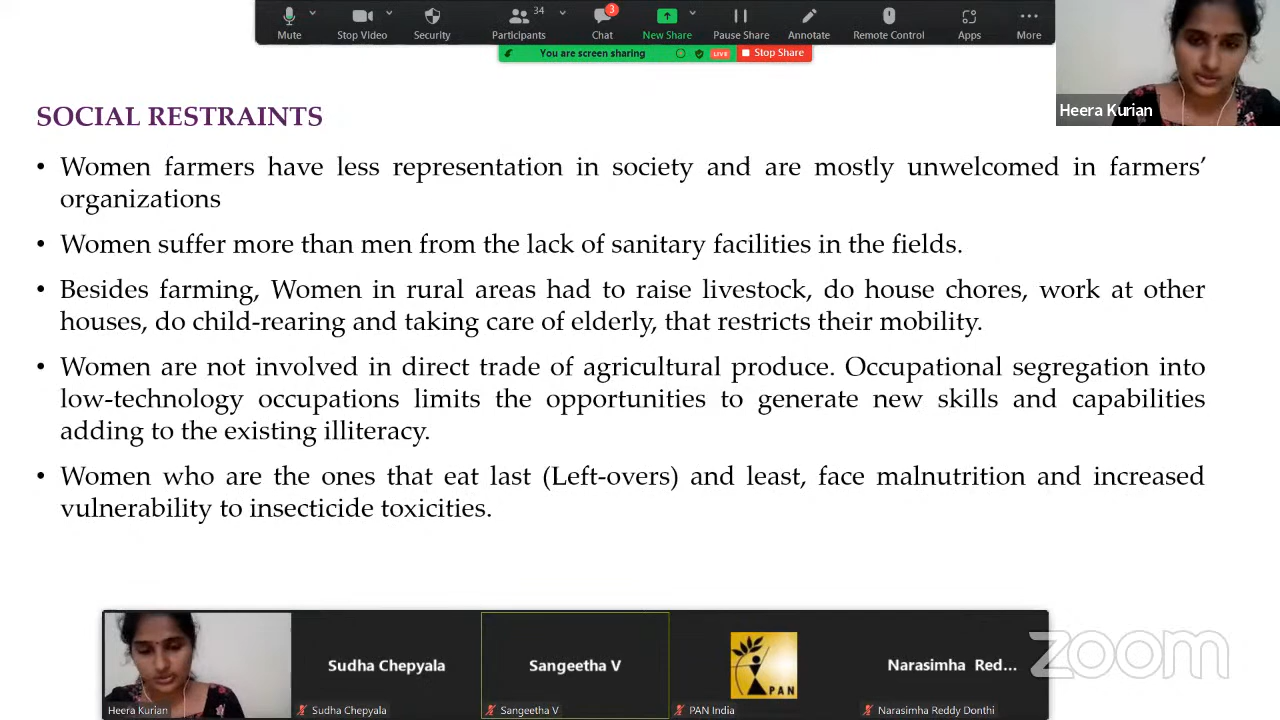 34
3
Mute
Stop Video
Security
Participants
Chat
New Share
Pause Share
Annotate
Remote Control
Apps
More
You are screen sharing
LIVE
Stop Share
Heera Kurian
SOCIAL RESTRAINTS
• Women farmers have less representation in society and are mostly unwelcomed in farmers’
organizations
• Women suffer more than men from the lack of sanitary facilities in the fields.
• Besides farming, Women in rural areas had to raise livestock, do house chores, work at other
houses, do child-rearing and taking care of elderly, that restricts their mobility.
• Women are not involved in direct trade of agricultural produce. Occupational segregation into
low-technology occupations limits the opportunities to generate new skills and capabilities
adding to the existing illiteracy.
• Women who are the ones that eat last (Left-overs) and least, face malnutrition and increased
vulnerability to insecticide toxicities.
Sudha Chepyala
Sangeetha V
PAN
Narasimha Red...
zoom
Heera Kurian
Sudha Chepyala
Sangeetha V
PAN India
Narasimha Reddy Donthi